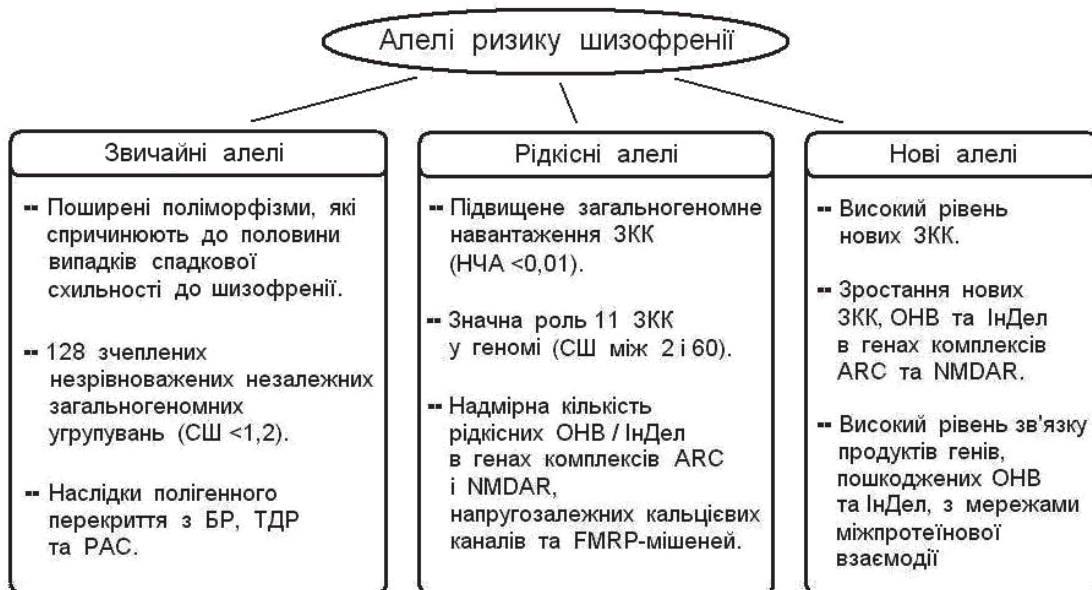 Алелі ризику шизофренії
Звичайні алелі
-- Поширені поліморфізми, які
спричинюють до половини
випадків спадкової
схильності до шизофренії.
-- 128 зчеплених
незрівноважених незалежних
загальногеномних
угрупувань (СШ <1,2).
-- Наслідки полігенного
перекриття з БР, ТДР
та РАС.
Рідкісні алелі
-- Підвищене загальногеномне
навантаження ЗКК
(НЧА <0,01).
-- Значна роль 11 ЗКК
у геномі (СШ між 2 і 60).
-- Надмірна кількість
рідкісних ОНВ / ІнДел
в генах комплексів ARC
і NMDAR,
напругозалежних кальцієвих
каналів та FMRP-мішеней.
Нові алелі
-- Високий рівень
нових ЗКК.
-- Зростання нових
ЗКК, ОНВ та ІнДел
в генах комплексів
ARC та NMDAR.
-- Високий рівень зв'язку
продуктів генів,
пошкоджених ОНВ
та ІнДел, з мережами
міжпротеїнової
взаємодії